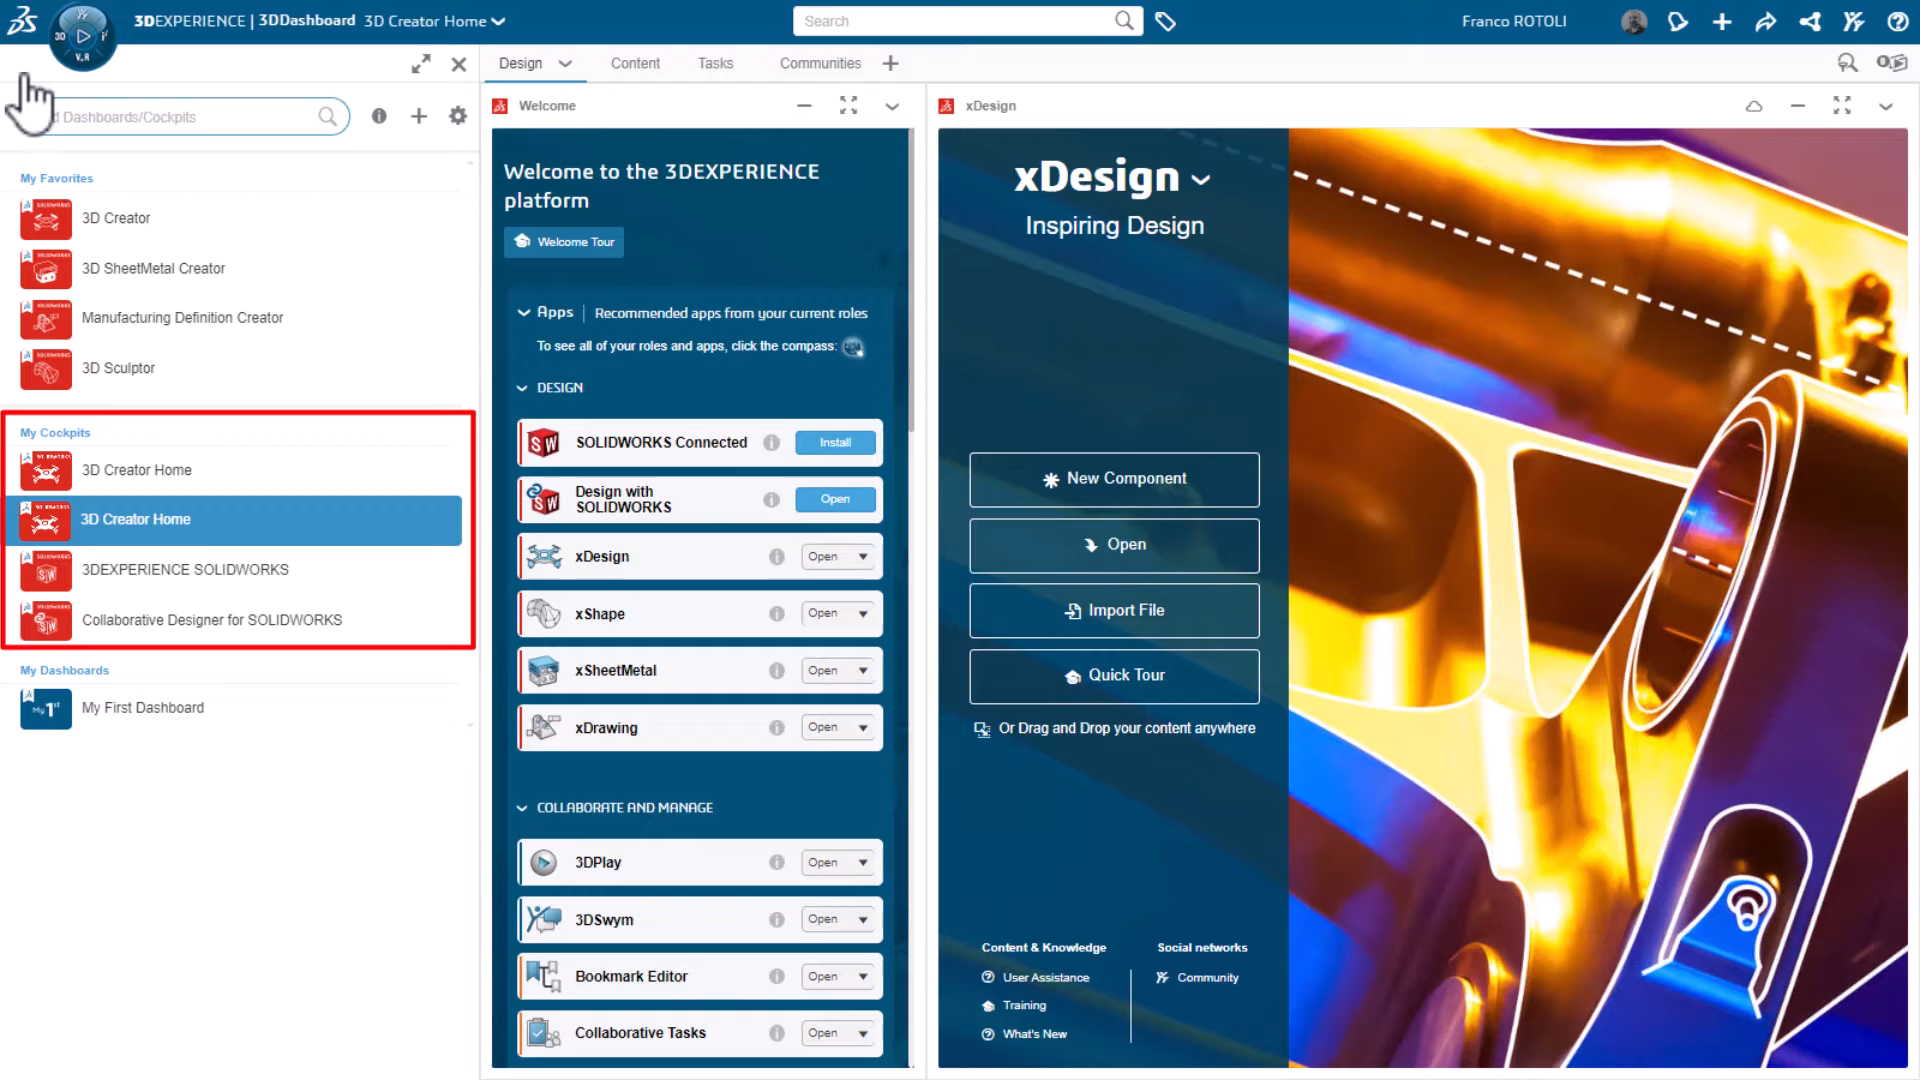 3DEXPERIENCE | 3DDashboard 3D Creator Home
Search
Franco ROTOLI
3D
V.R
Dashboards/Cockpits
My Favorites
3D Creator
3D SheetMetal Creator
Manufacturing Definition Creator
3D Sculptor
My Cockpits
3D Creator Home
3D Creator Home
3DEXPERIENCE SOLIDWORKS
Collaborative Designer for SOLIDWORKS
My Dashboards
My 1st
My First Dashboard
Design
Content
Tasks
Communities
Welcome
Welcome to the 3DEXPERIENCE
platform
Welcome Tour
Apps | Recommended apps from your current roles
To see all of your roles and apps, click the compass:
DESIGN
SOLIDWORKS Connected
Install
Design with
SOLIDWORKS
Open
xDesign
Open
xShape
Open
xSheetMetal
Open
xDrawing
Open
COLLABORATE AND MANAGE
3DPlay
Open
3DSwym
Open
Bookmark Editor
Open
Collaborative Tasks
Open
xDesign
xDesign
Inspiring Design
New Component
Open
Import File
Quick Tour
Or Drag and Drop your content anywhere
Content & Knowledge
User Assistance
Training
What's New
Social networks
Community